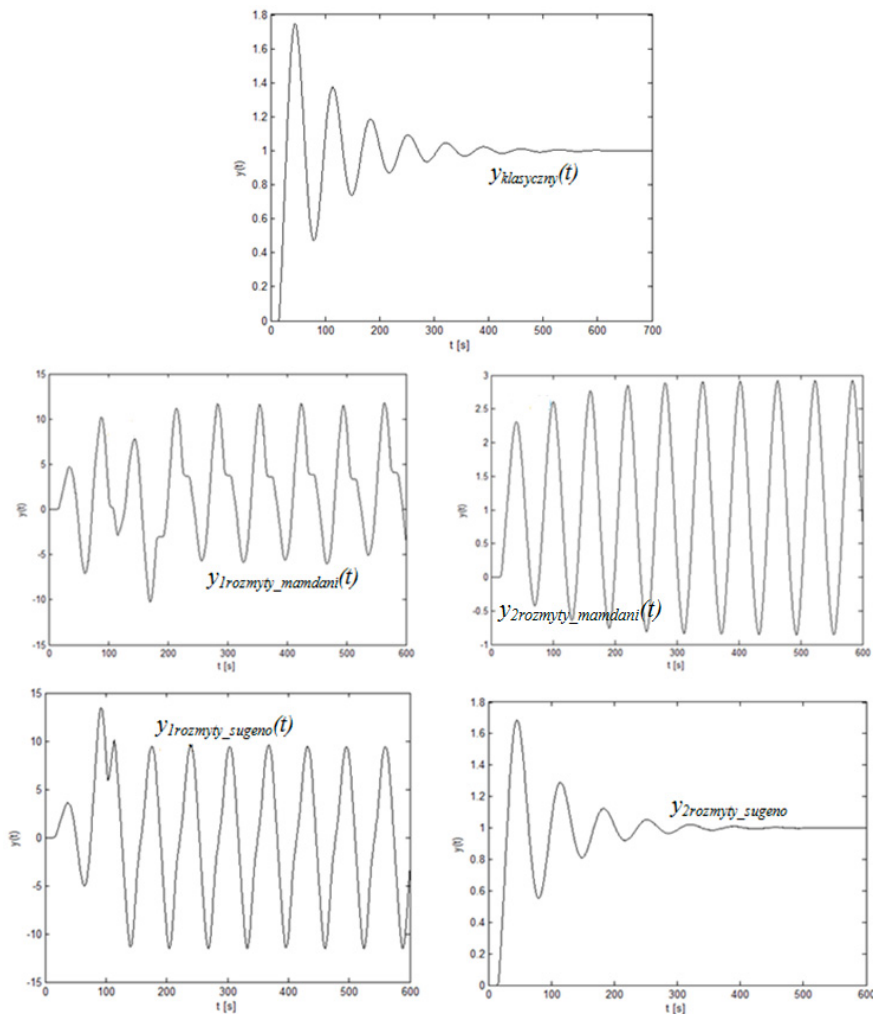 1.8
1.6
1.4
1.2
1
0.8
0.6
0.4
0.2
0
y(t)
yklasyczny(t)
0 100 200 300 400 500 600 700
t [s]
15
10
5
0
-5
-10
-15
y(t)
y1rozmyty_mamdani(t)
0 100 200 300 400 500 600
t [s]
3
2.5
2
1.5
1
0.5
0
-0.5
-1
y(t)
y2rozmyty_mamdani(t)
0 100 200 300 400 500 600
t [s]
15
10
5
0
-5
-10
-15
y(t)
y1rozmyty_sugeno(t)
0 100 200 300 400 500 600
t [s]
1.8
1.6
1.4
1.2
1
0.8
0.6
0.4
0.2
0
y(t)
y2rozmyty_sugeno
0 100 200 300 400 500 600
t [s]